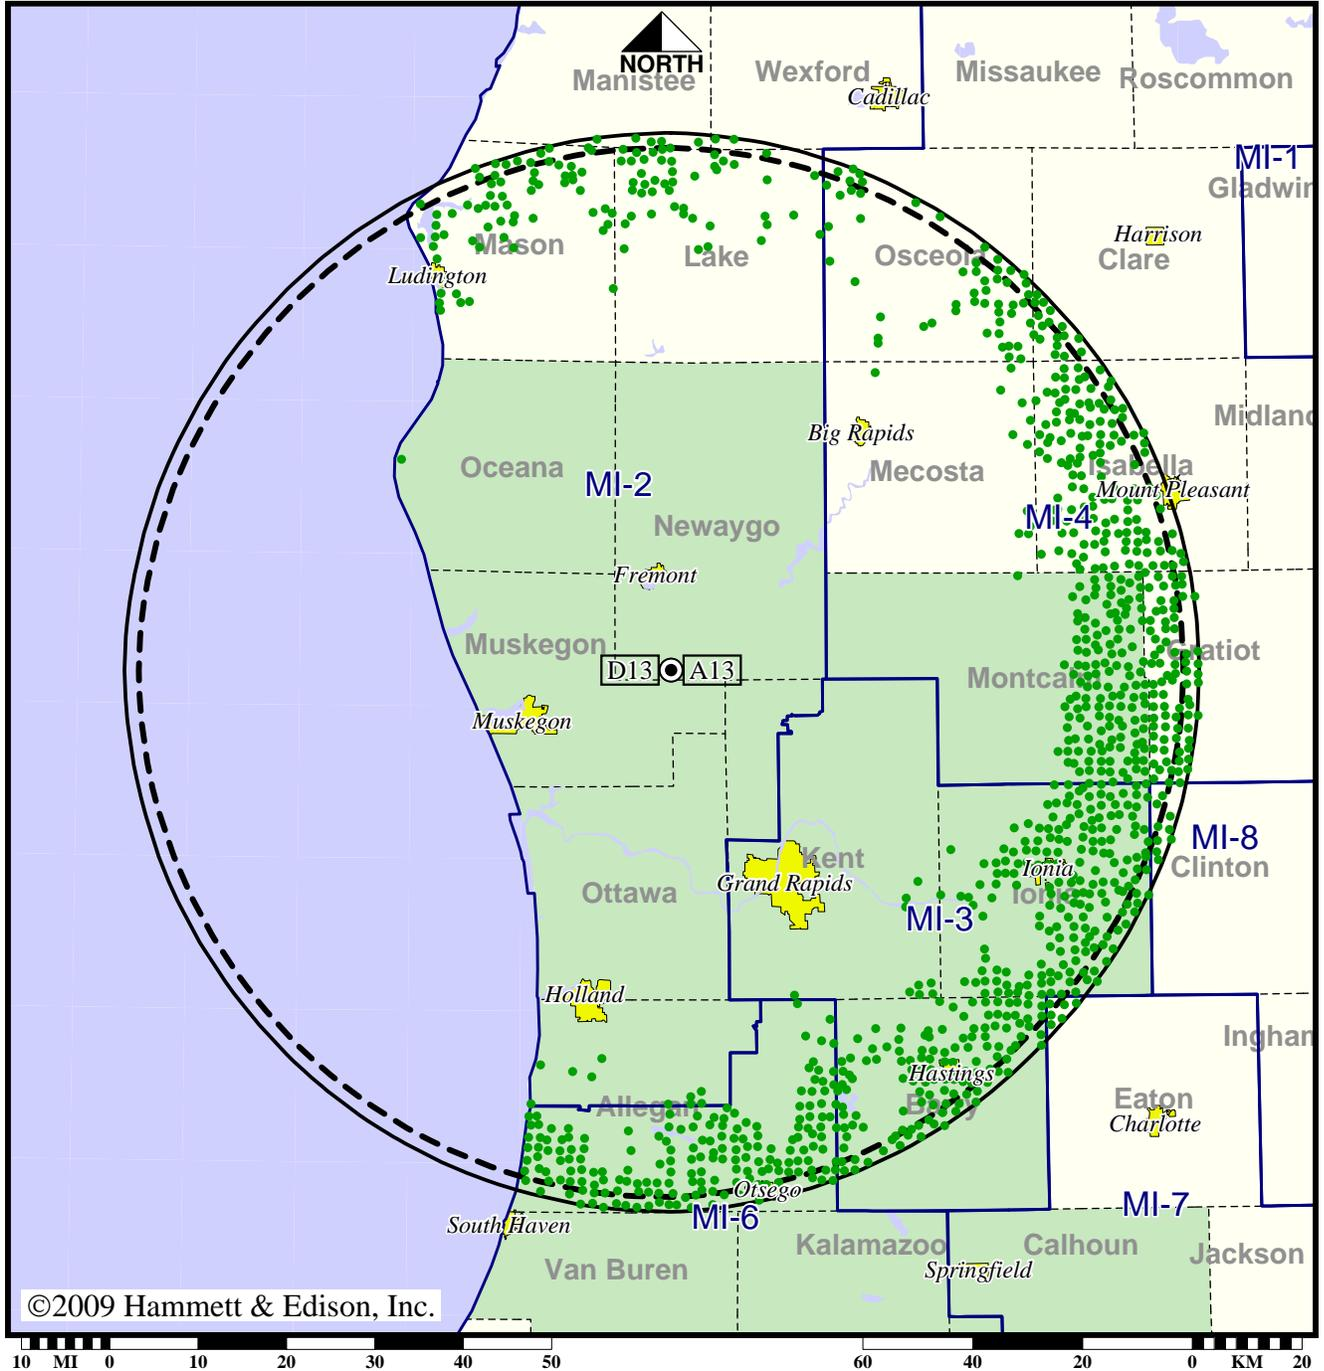 NORTH
Manistee
Wexford
Missaukee
Roscommon
Cadillac
MI-1
Gladwin
Mason
Lake
Osceola
Harrison
Clare
Ludington
Midland
Big Rapids
Oceana
MI-2
Mecosta
Isabella
Mount Pleasant
Newaygo
MI-4
Fremont
Muskegon
Gratiot
D13
A13
Montcalm
Muskegon
MI-8
Kent
Clinton
Ionia
Grand Rapids
Ottawa
Ionia
MI-3
Holland
Ingham
Hastings
Allegan
Barry
Eaton
Charlotte
Otsego
MI-7
South Haven
MI-6
Kalamazoo
Calhoun
Jackson
Van Buren
Springfield
©2009 Hammett & Edison, Inc.
10 MI 0 10 20 30 40 50 60 40 20 0 KM 20